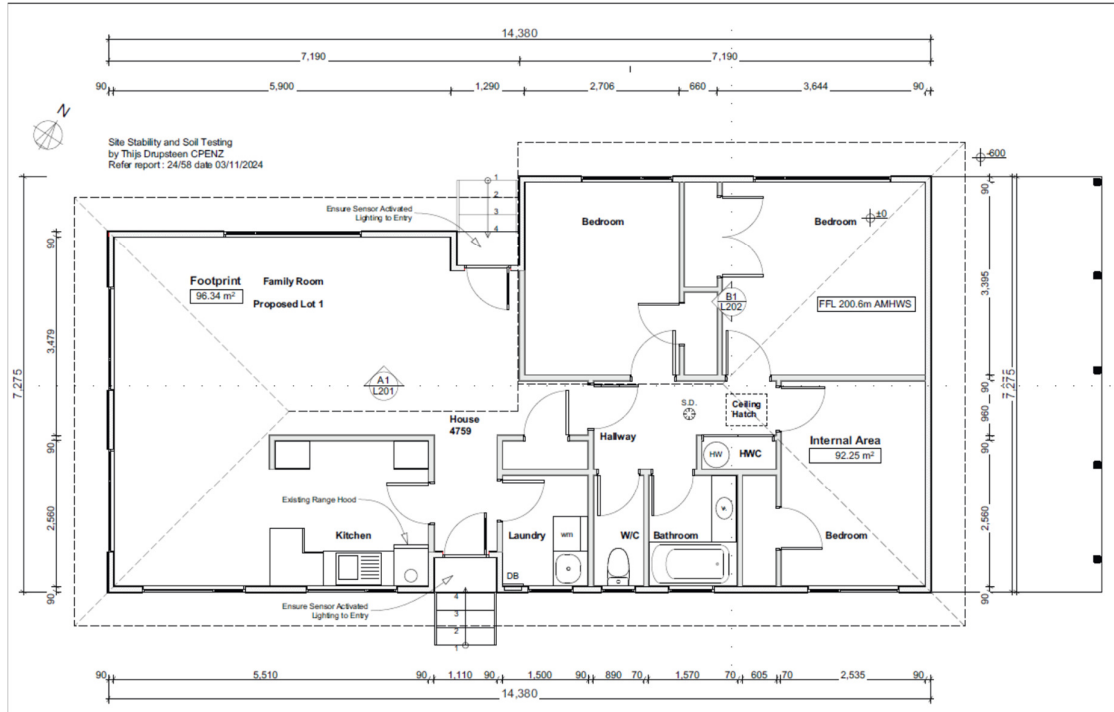 14,380
7,190
7,190
90
5,900
1,290
2,706
660
3,644
90
N
Site Stability and Soil Testing
by Thijs Drupsteen CPENZ
Refer report : 24/58 date 03/11/2024
-600
1
2
3
4
Ensure Sensor Activated
Lighting to Entry
Bedroom
Bedroom
±0
90
90
Footprint
96.34 m²
Family Room
Proposed Lot 1
B1
L202
FFL 200.6m AMHWS
3,395
3,479
7,275
7,275
A1
L201
90
960
S.D.
Ceiling
Hatch
House
4759
Hallway
Internal Area
92.25 m²
90
90
HW
HWC
Existing Range Hood
2,560
2,560
Kitchen
Laundry
wm
W/C
Bathroom
Bedroom
DB
90
90
Ensure Sensor Activated
Lighting to Entry
4
3
2
1
90
5,510
90
1,110
90
1,500
90
890
70
1,570
70
605
70
2,535
90
14,380